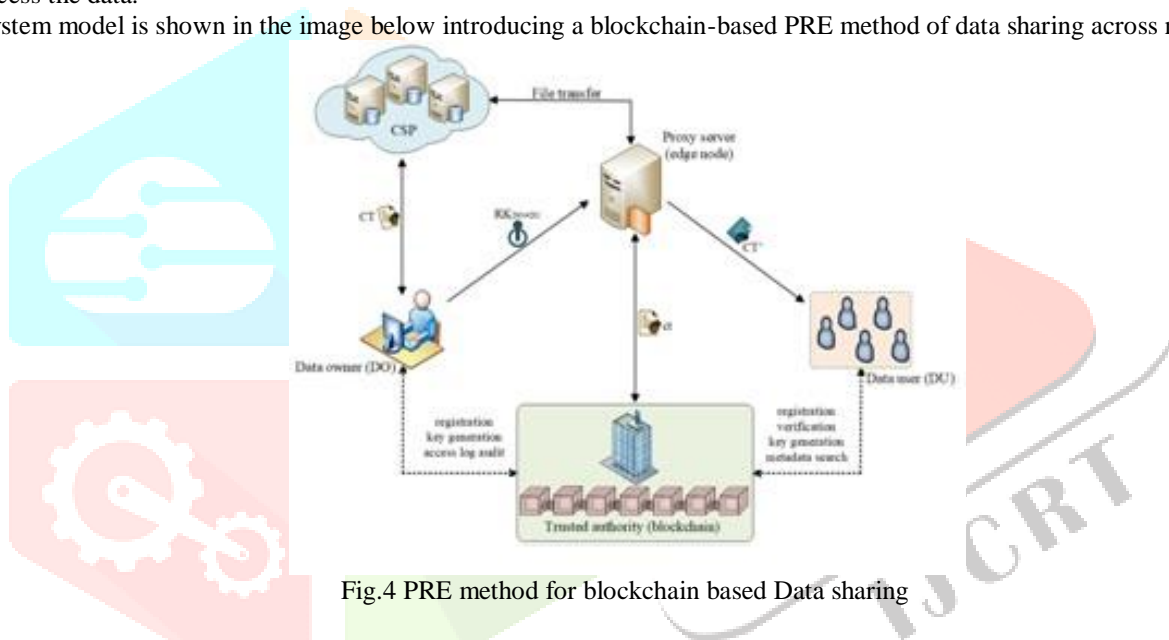 cess the data.
ystem model is shown in the image below introducing a blockchain-based PRE method of data sharing across
File transfer
CSP
Proxy server
(edge node)
CT
CT'
ct
Data owner (DO)
Data user (DU)
registration
key generation
access log audit
registration
verification
key generation
metadata search
Trusted authority (blockchain)
Fig.4 PRE method for blockchain based Data sharing
IJCRT